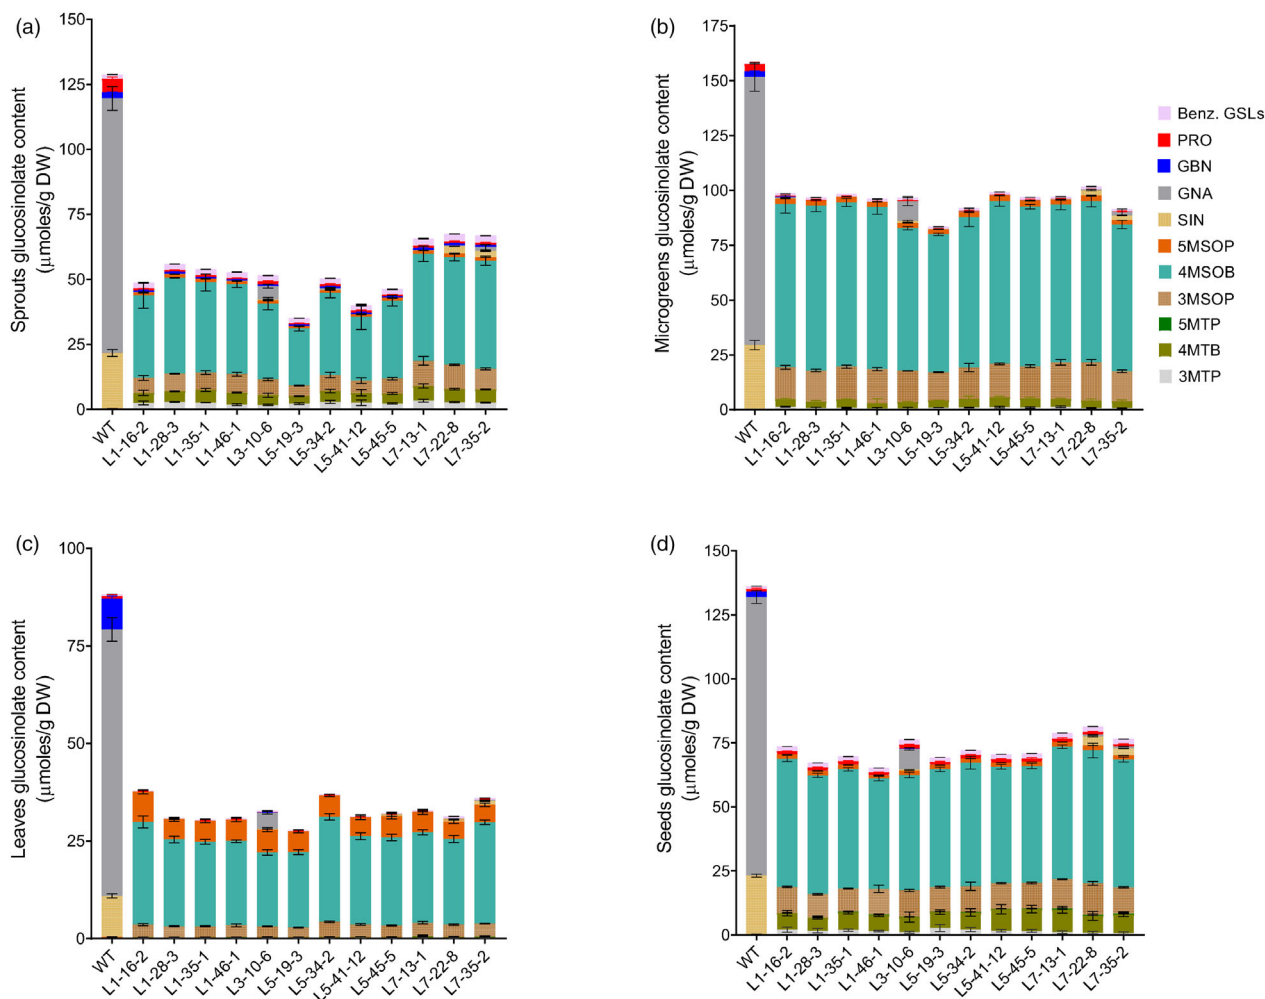 (a)
Sprouts glucosinolate content
(µmoles/g DW)
150
125
100
75
50
25
0
WT
L1-16-2
L1-28-3
L1-35-1
L1-46-1
L3-10-6
L5-19-3
L5-34-2
L5-41-12
L5-45-5
L7-13-1
L7-22-8
L7-35-2
(b)
Microgreens glucosinolate content
(µmoles/g DW)
175
150
125
100
75
50
25
0
WT
L1-16-2
L1-28-3
L1-35-1
L1-46-1
L3-10-6
L5-19-3
L5-34-2
L5-41-12
L5-45-5
L7-13-1
L7-22-8
L7-35-2
Benz. GSLs
PRO
GBN
GNA
SIN
5MSOP
4MSOB
3MSOP
5MTP
4MTB
3MTP
(c)
Leaves glucosinolate content
(µmoles/g DW)
100
75
50
25
0
WT
L1-16-2
L1-28-3
L1-35-1
L1-46-1
L3-10-6
L5-19-3
L5-34-2
L5-41-12
L5-45-5
L7-13-1
L7-22-8
L7-35-2
(d)
Seeds glucosinolate content
(µmoles/g DW)
150
125
100
75
50
25
0
WT
L1-16-2
L1-28-3
L1-35-1
L1-46-1
L3-10-6
L5-19-3
L5-34-2
L5-41-12
L5-45-5
L7-13-1
L7-22-8
L7-35-2